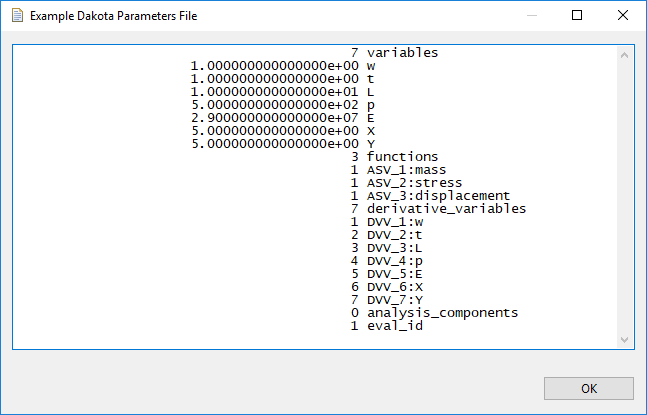 Example Dakota Parameters File
7 variables
1.000000000000000e+00 w
1.000000000000000e+00 t
1.000000000000000e+01 L
5.000000000000000e+02 p
2.900000000000000e+07 E
5.000000000000000e+00 X
5.000000000000000e+00 Y
3 functions
1 ASV_1:mass
1 ASV_2:stress
1 ASV_3:displacement
7 derivative_variables
1 DVV_1:w
2 DVV_2:t
3 DVV_3:L
4 DVV_4:p
5 DVV_5:E
6 DVV_6:X
7 DVV_7:Y
0 analysis_components
1 eval_id
OK